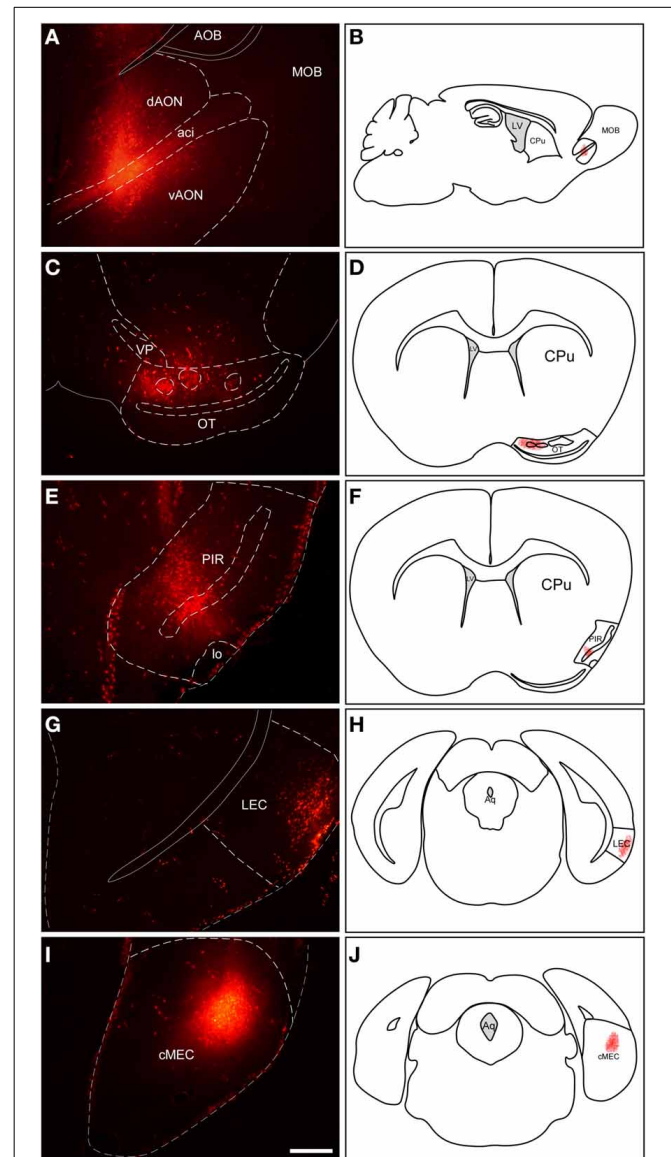 A
AOB
MOB
dAON
aci
vAON
B
LV
CPu
MOB
C
VP
OT
D
LV
CPu
OT
E
PIR
lo
F
LV
CPu
PIR
G
LEC
H
Aq
LEC
I
cMEC
J
Aq
cMEC